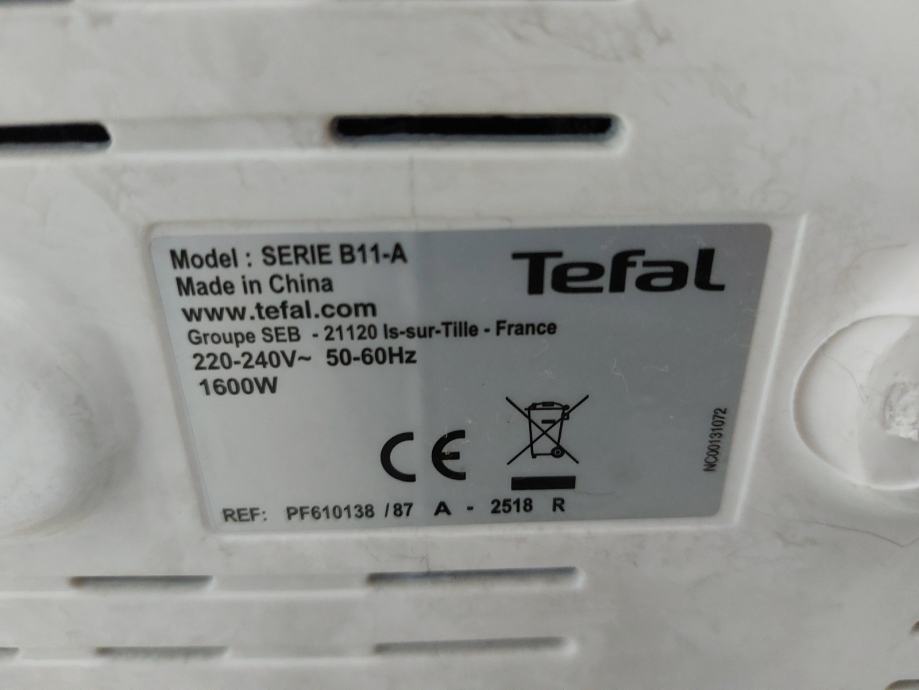 Tefal
Model : SERIE B11-A
Made in China
www.tefal.com
Groupe SEB - 21120 Is-sur-Tille - France
220-240V~ 50-60Hz
1600W
CE
NC00131072
REF: PF610138 /87 A - 2518 R